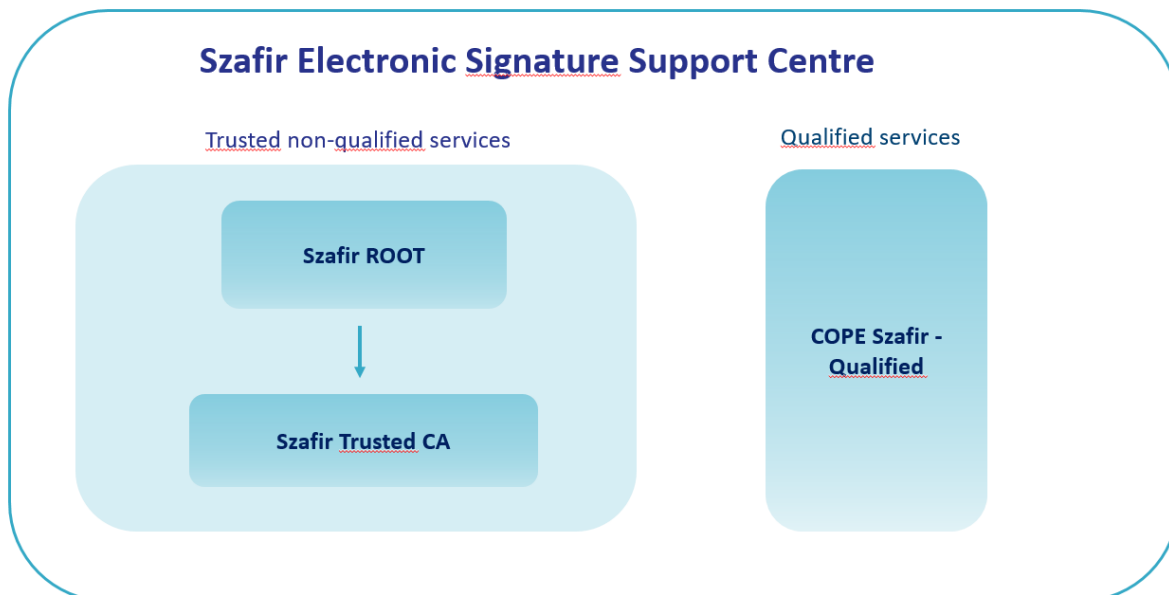 Szafir Electronic Signature Support Centre
Trusted non-qualified services
Qualified services
Szafir ROOT
Szafir Trusted CA
COPE Szafir -
Qualified